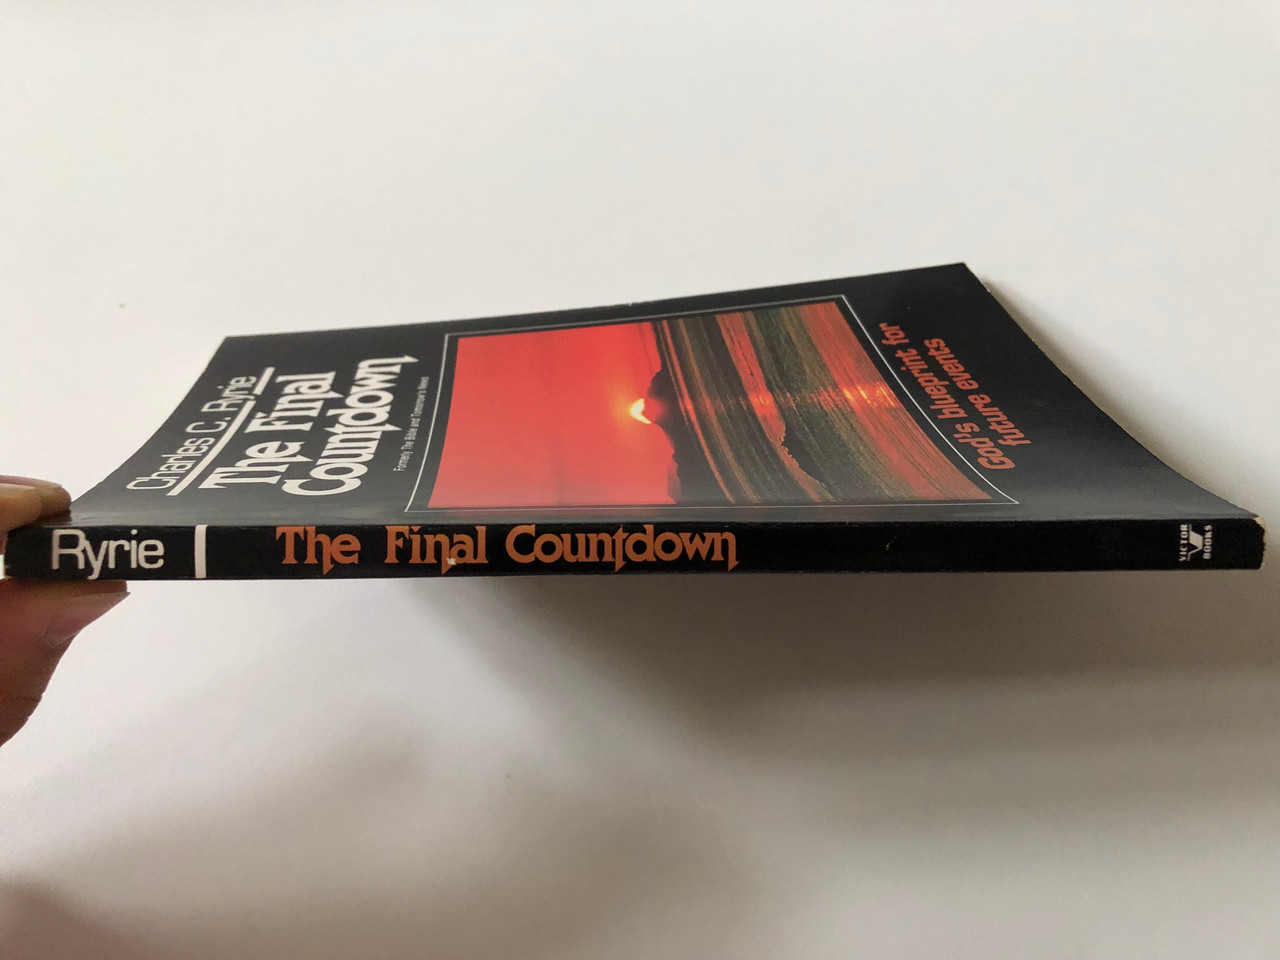 Charles C. Ryrie
The Final
Countdown
Formerly The Bible and Tomorrow's News
God's blueprint for
future events
Ryrie
The Final Countdown
VICTOR
BOOKS